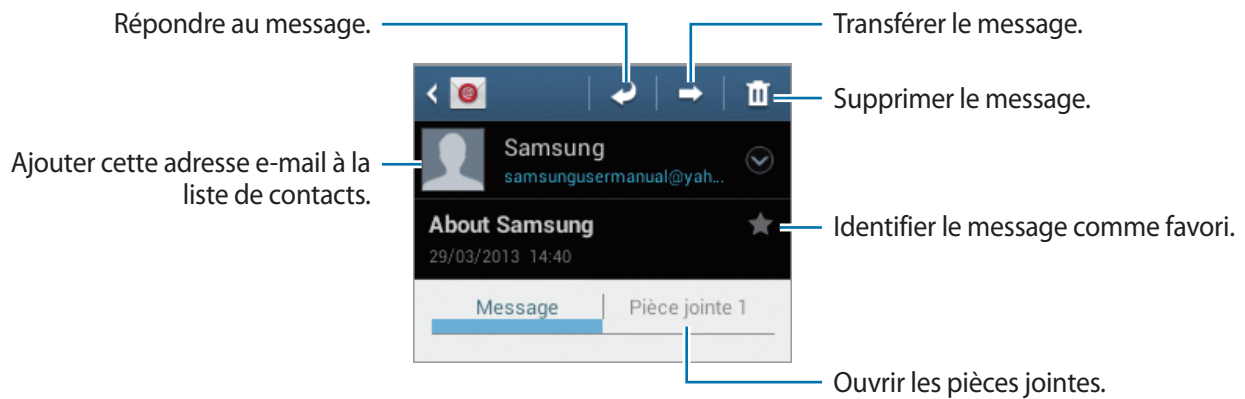 Répondre au message.
Transférer le message.
Supprimer le message.
Ajouter cette adresse e-mail à la
liste de contacts.
Samsung
samsungusermanual@yah...
About Samsung
29/03/2013 14:40
Identifier le message comme favori.
Message
Pièce jointe 1
Ouvrir les pièces jointes.